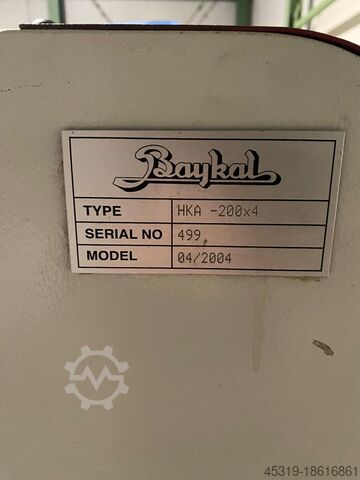 Baykal
TYPE HKA -200x4
SERIAL NO 499,
MODEL 04/2004
45319-18616861